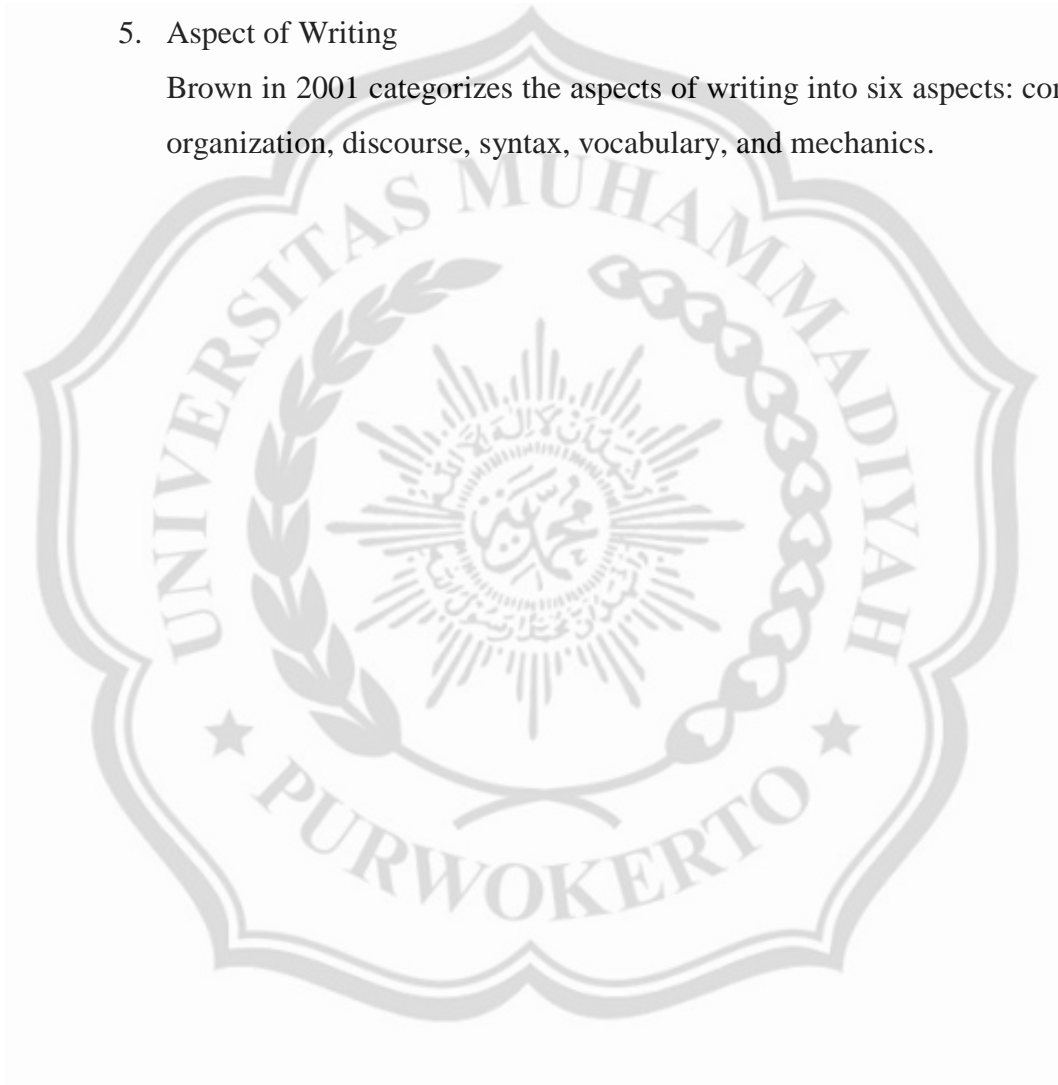 5. Aspect of Writing
Brown in 2001 categorizes the aspects of writing into six aspects:
organization, discourse, syntax, vocabulary, and mechanics.
UNIVERSITAS MUHAMMADIYAH
PURWOKERTO